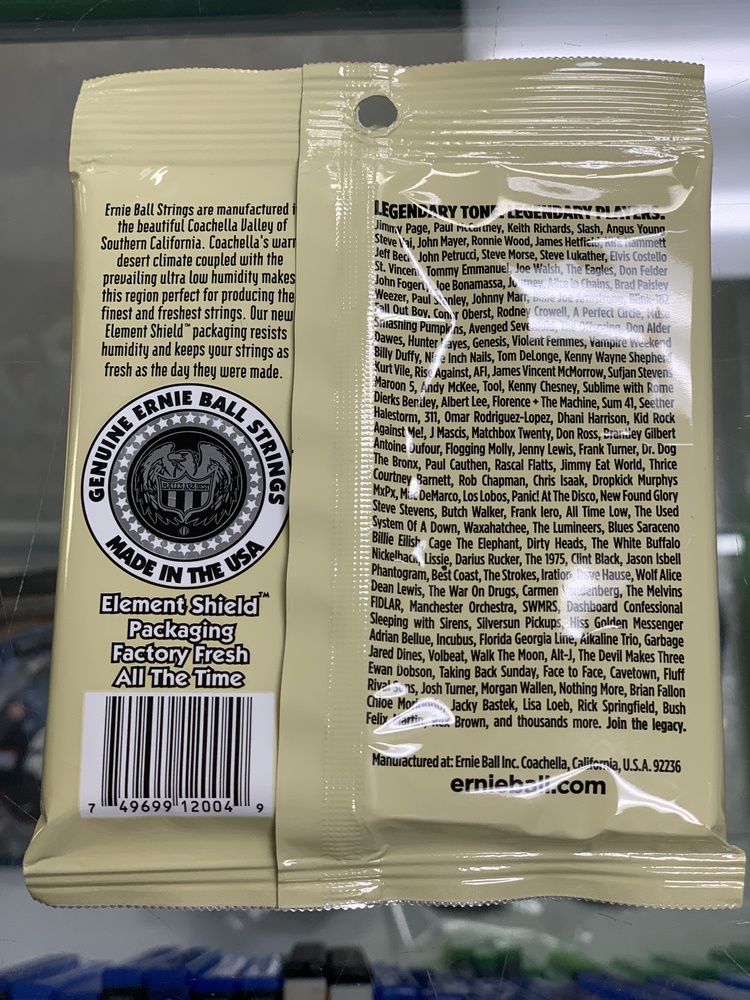 Ernie Ball Strings are manufactured i
the beautiful Coachella Valley of
Southern California. Coachella's warm
desert climate coupled with the
prevailing ultra low humidity makes
this region perfect for producing the
finest and freshest strings. Our new
Element Shield™ packaging resists
humidity and keeps your strings as
fresh as the day they were made.
GENUINE ERNIE BALL STRINGS
BALL MARS BEST
MADE IN THE USA
Element Shield™
Packaging
Factory Fresh
All The Time
7 49699 12004 9
LEGENDARY TONE. LEGENDARY PLAYERS.
Jimmy Page, Paul McCartney, Keith Richards, Slash, Angus Young
Steve Vai, John Mayer, Ronnie Wood, James Hetfield, Kirk Hammett
Jeff Beck, John Petrucci, Steve Morse, Steve Lukather, Elvis Costello
St. Vincent, Tommy Emmanuel, Joe Walsh, The Eagles, Don Felder
John Fogerty, Joe Bonamassa, Journey, Alice In Chains, Brad Paisley
Weezer, Paul Stanley, Johnny Marr, Billie Joe Armstrong, Blink-182
Fall Out Boy, Conor Oberst, Rodney Crowell, A Perfect Circle, Muse
Smashing Pumpkins, Avenged Sevenfold, The Offspring, Don Alder
Dawes, Hunter Hayes, Genesis, Violent Femmes, Vampire Weekend
Billy Duffy, Nine Inch Nails, Tom DeLonge, Kenny Wayne Shepherd
Kurt Vile, Rise Against, AFI, James Vincent McMorrow, Sufjan Stevens
Maroon 5, Andy McKee, Tool, Kenny Chesney, Sublime with Rome
Dierks Bentley, Albert Lee, Florence + The Machine, Sum 41, Seether
Halestorm, 311, Omar Rodriguez-Lopez, Dhani Harrison, Kid Rock
Against Me!, J Mascis, Matchbox Twenty, Don Ross, Brantley Gilbert
Antoine Dufour, Flogging Molly, Jenny Lewis, Frank Turner, Dr. Dog
The Bronx, Paul Cauthen, Rascal Flatts, Jimmy Eat World, Thrice
Courtney Barnett, Rob Chapman, Chris Isaak, Dropkick Murphys
MxPx, Mac DeMarco, Los Lobos, Panic! At The Disco, New Found Glory
Steve Stevens, Butch Walker, Frank Iero, All Time Low, The Used
System Of A Down, Waxahatchee, The Lumineers, Blues Saraceno
Billie Eilish, Cage The Elephant, Dirty Heads, The White Buffalo
Nickelback, Lissie, Darius Rucker, The 1975, Clint Black, Jason Isbell
Phantogram, Best Coast, The Strokes, Iration, Dave Hause, Wolf Alice
Dean Lewis, The War On Drugs, Carmen Vandenberg, The Melvins
FIDLAR, Manchester Orchestra, SWMRS, Dashboard Confessional
Sleeping with Sirens, Silversun Pickups, Hiss Golden Messenger
Adrian Bellue, Incubus, Florida Georgia Line, Alkaline Trio, Garbage
Jared Dines, Volbeat, Walk The Moon, Alt-J, The Devil Makes Three
Ewan Dobson, Taking Back Sunday, Face to Face, Cavetown, Fluff
Rival Sons, Josh Turner, Morgan Wallen, Nothing More, Brian Fallon
Chloe Jacky Bastek, Lisa Loeb, Rick Springfield, Bush
Felix Martin, Rex Brown, and thousands more. Join the legacy.
Manufactured at: Ernie Ball Inc. Coachella, California, U.S.A. 92236
ernieball.com